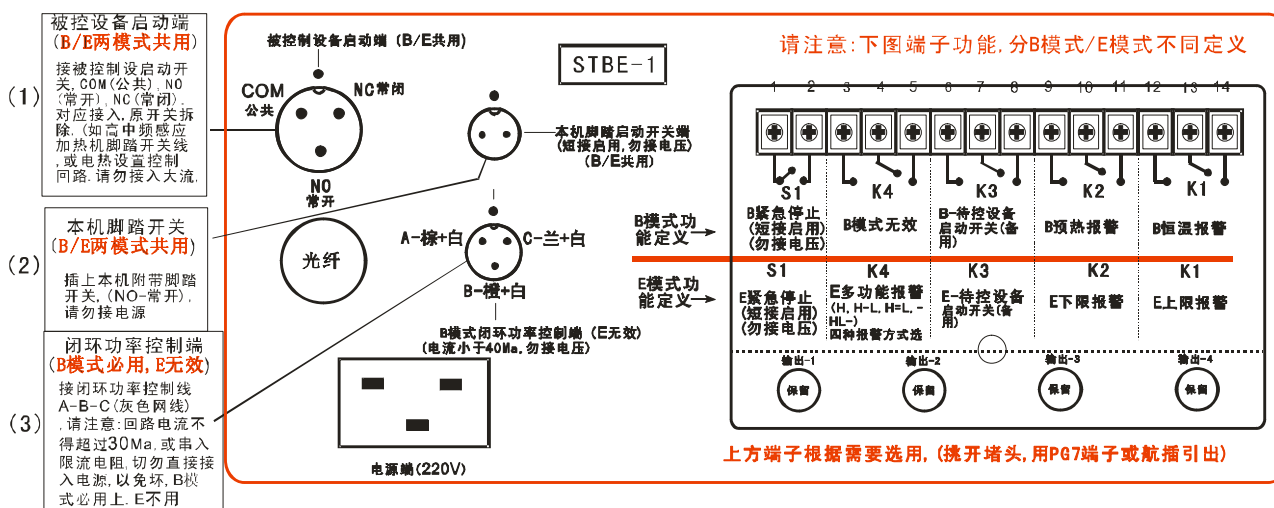 被控设备启动端
(B/E两模式共用)
(1)
接被控制设启动开
关, COM(公共), NO
(常开), NC(常闭).
对应接入, 原开关拆
除. (如高中频感应
加热机脚踏开关线
,或电热设置控制
回路. 请勿接入大流,
本机脚踏开关
(B/E两模式共用)
(2)
插上本机附带脚踏
开关, (NO-常开),
请勿接电源
闭环功率控制端
(B模式必用, E无效)
(3)
接闭环功率控制线
A-B-C(灰色网线)
,请注意:回路电流不
得超过30Ma, 或串入
限流电阻, 切勿直接接
入电源, 以免坏, B模
式必用上. E不用
被控制设备启动端 (B/E共用)
STBE-1
COM
公共
NC常闭
NO
常开
本机脚踏启动开关端
(短接启用, 勿接电压)
(B/E共用)
光纤
A-棕+白
C-兰+白
B-橙+白
B模式闭环功率控制端 (E无效)
(电流小于40Ma, 勿接电压)
电源端(220V)
请注意:下图端子功能, 分B模式/E模式不同定义
1 2 3 4 5 6 7 8 9 10 11 12 13 14
S1 K4 K3 K2 K1
B模式功
能定义
B紧急停止
(短接启用)
(勿接电压)
B模式无效
B-待控设备
启动开关(备
用)
B预热报警
B恒温报警
S1 K4 K3 K2 K1
E模式功
能定义
E紧急停止
(短接启用)
(勿接电压)
E多功能报警
(H, H-L, H=L, -
HL-)
四种报警方式选
E-待控设备
启动开关(备
用)
E下限报警
E上限报警
输出-1 输出-2 输出-3 输出-4
保留 保留 保留 保留
上方端子根据需要选用, (挑开堵头, 用PG7端子或航插引出)